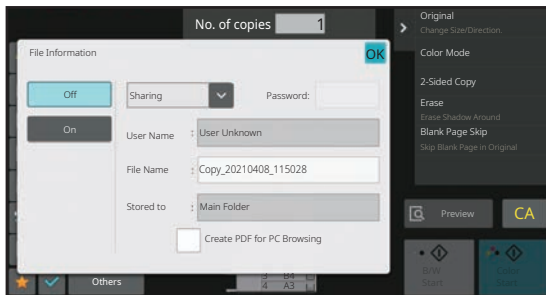 No. of copies 1
Original
Change Size/Direction.
Color Mode
2-Sided Copy
Erase
Erase Shadow Around
Blank Page Skip
Skip Blank Page in Original
Preview
CA
B/W
Start
Color
Start
File Information
OK
Off
On
Sharing
Password:
User Name : User Unknown
File Name : Copy_20210408_115028
Stored to : Main Folder
Create PDF for PC Browsing
Others
3 B4
4 A3